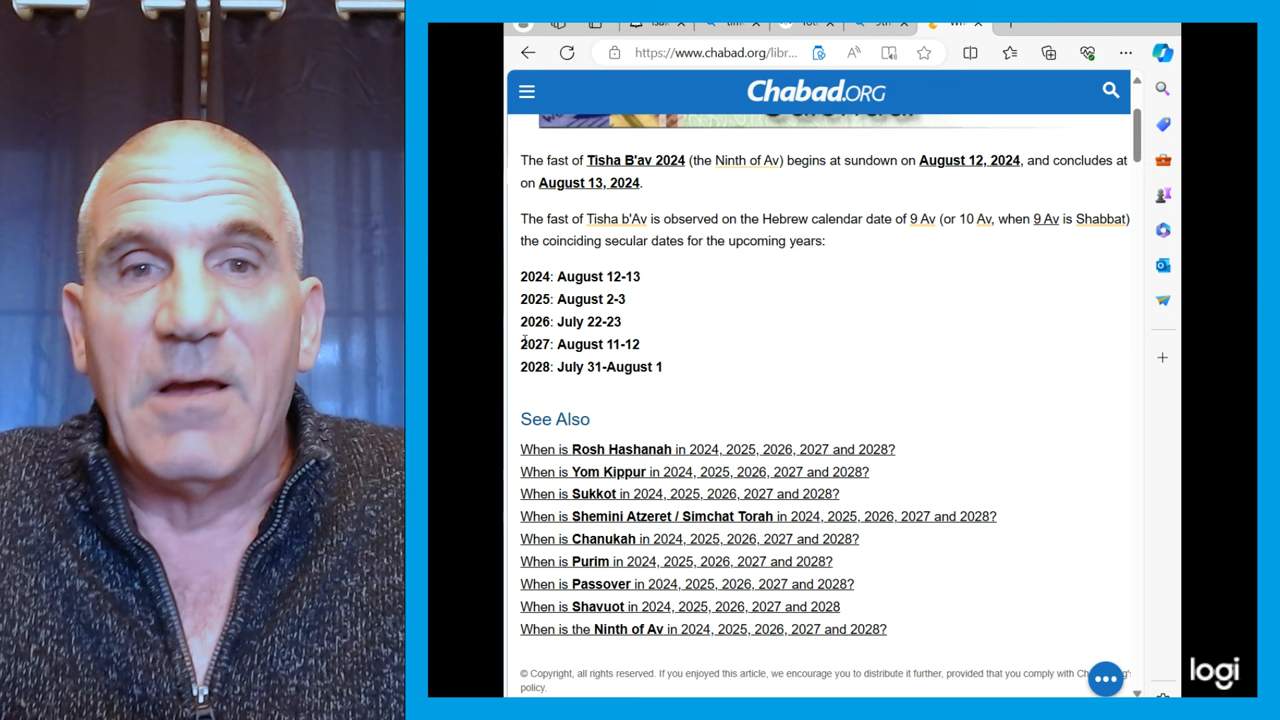 https://www.chabad.org/libr...
Chabad.ORG
The fast of Tisha B'av 2024 (the Ninth of Av) begins at sundown on August 12, 2024, and concludes at
on August 13, 2024.
The fast of Tisha b'Av is observed on the Hebrew calendar date of 9 Av (or 10 Av, when 9 Av is Shabbat)
the coinciding secular dates for the upcoming years:
2024: August 12-13
2025: August 2-3
2026: July 22-23
2027: August 11-12
2028: July 31-August 1
See Also
When is Rosh Hashanah in 2024, 2025, 2026, 2027 and 2028?
When is Yom Kippur in 2024, 2025, 2026, 2027 and 2028?
When is Sukkot in 2024, 2025, 2026, 2027 and 2028?
When is Shemini Atzeret / Simchat Torah in 2024, 2025, 2026, 2027 and 2028?
When is Chanukah in 2024, 2025, 2026, 2027 and 2028?
When is Purim in 2024, 2025, 2026, 2027 and 2028?
When is Passover in 2024, 2025, 2026, 2027 and 2028?
When is Shavuot in 2024, 2025, 2026, 2027 and 2028
When is the Ninth of Av in 2024, 2025, 2026, 2027 and 2028?
© Copyright, all rights reserved. If you enjoyed this article, we encourage you to distribute it further, provided that you comply with
policy.
logi